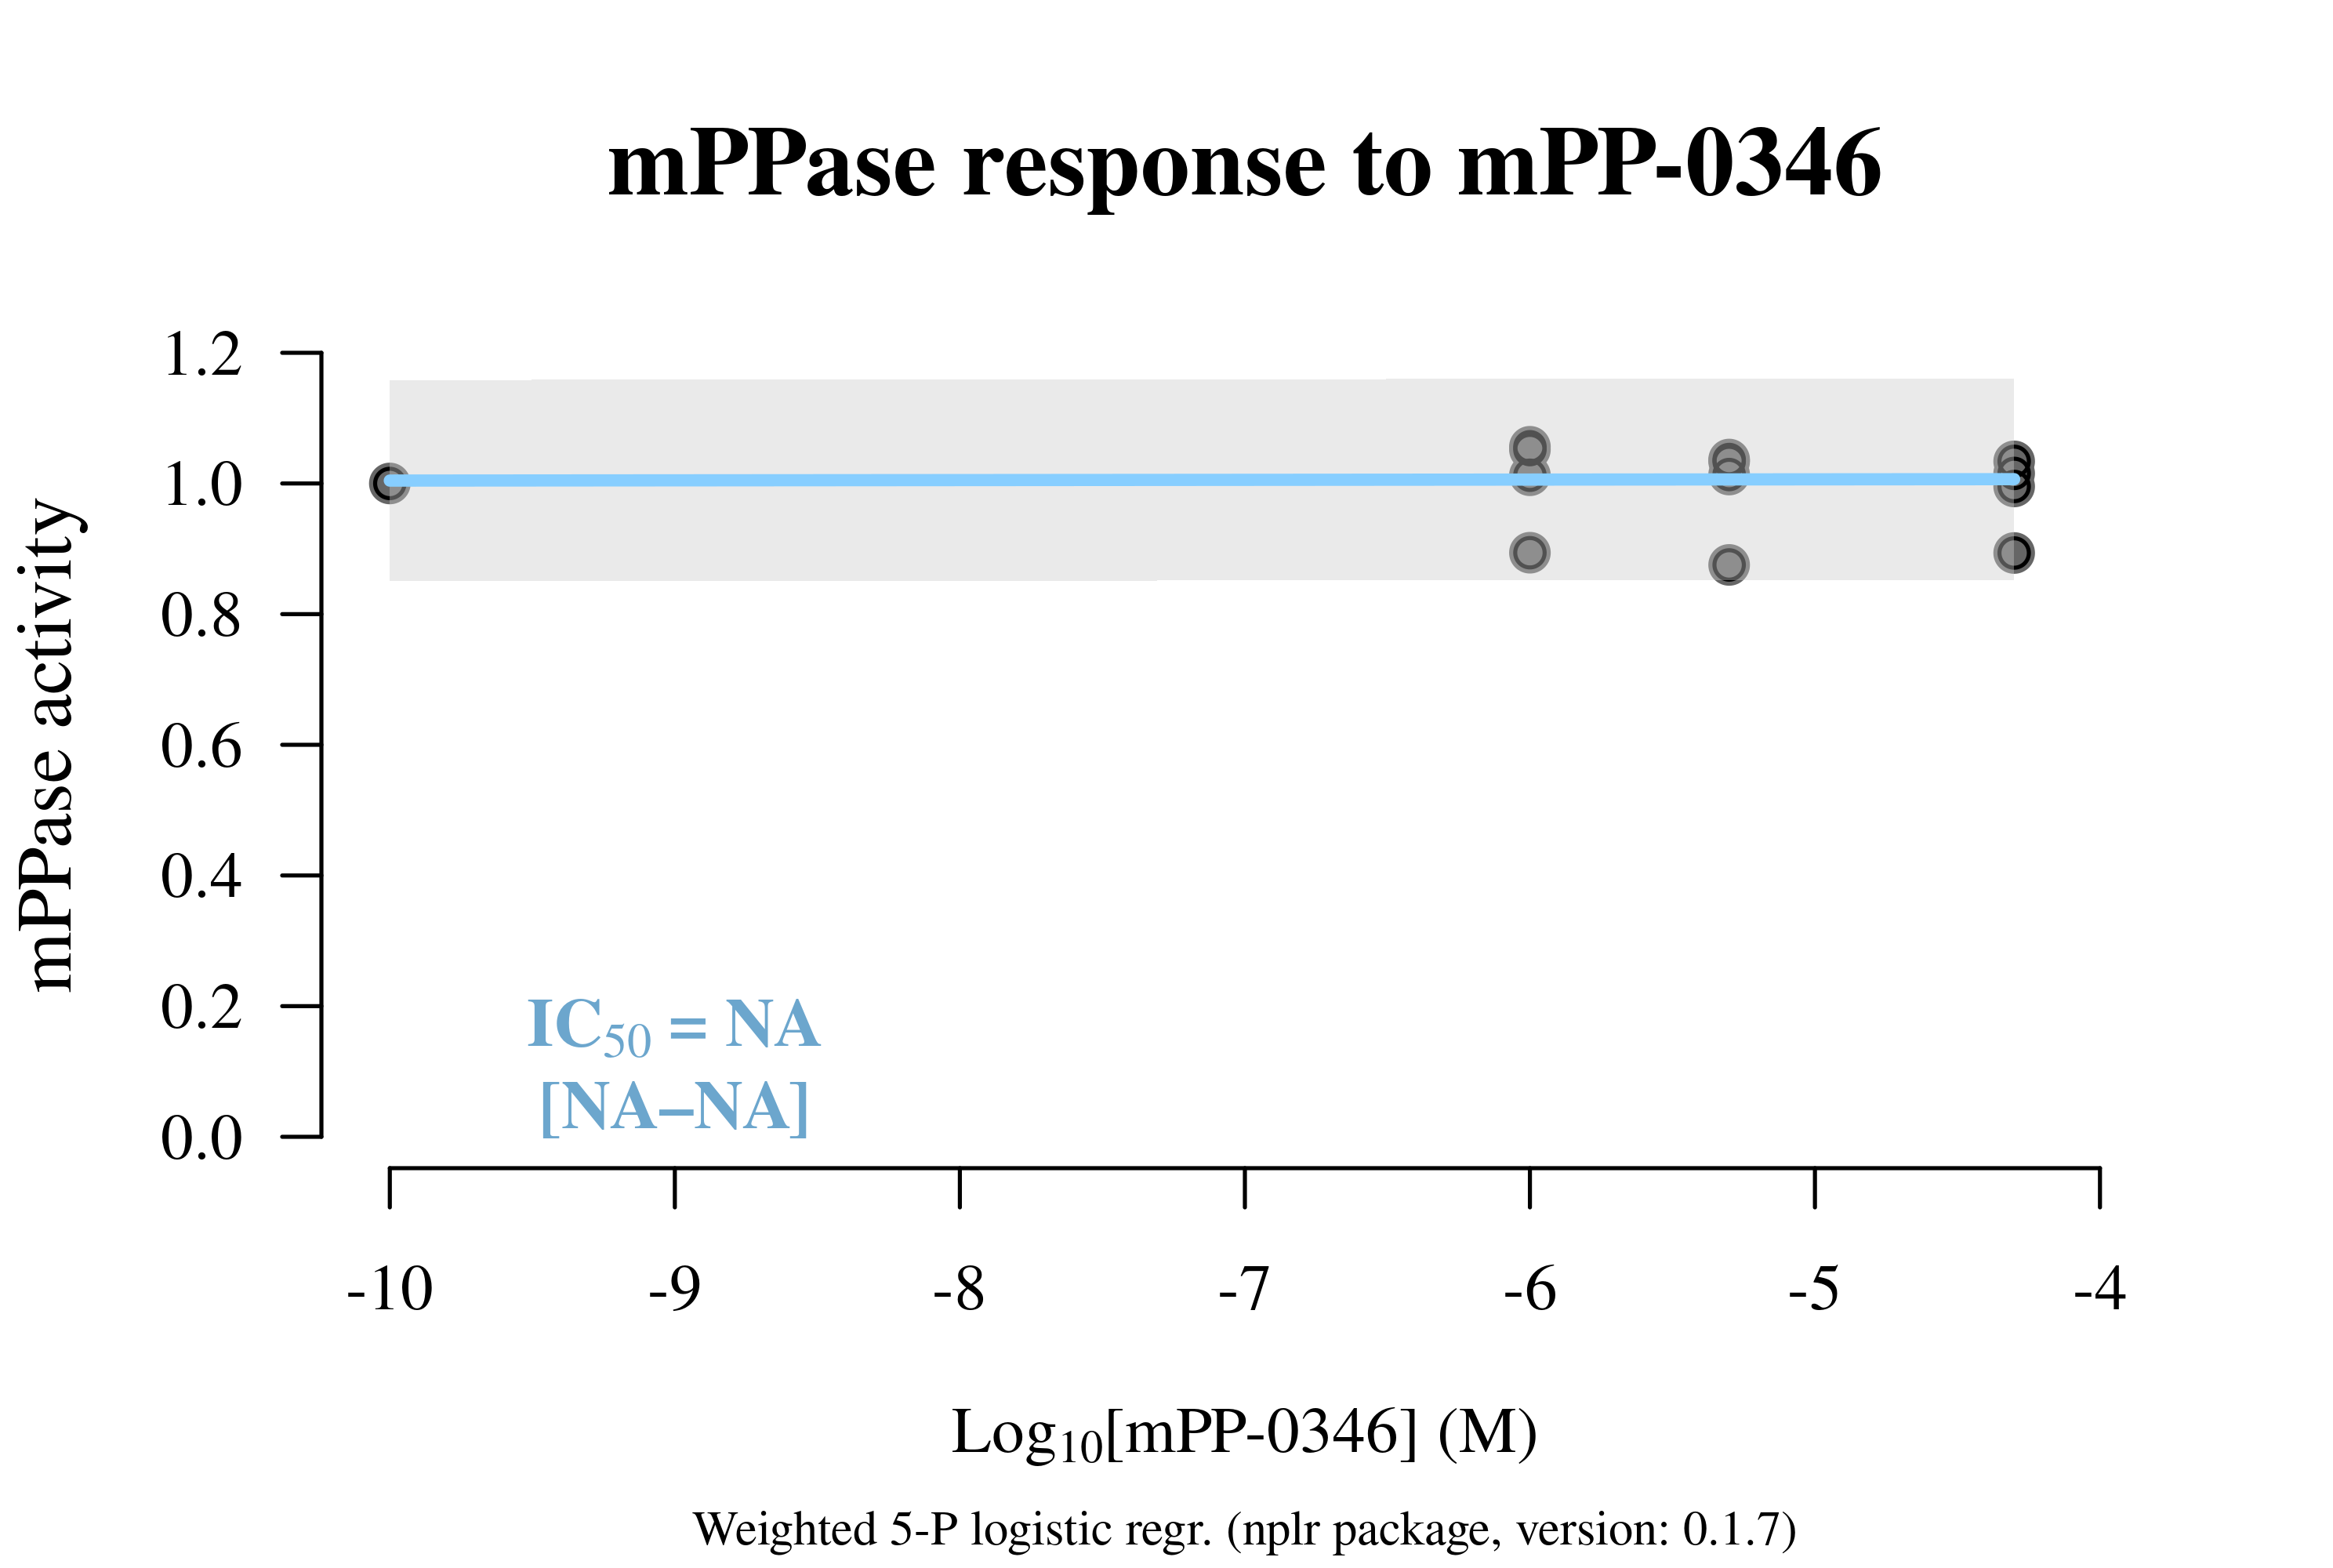 mPPase response to mPP-0346
mPPase activity
1.2
1.0
0.8
0.6
0.4
0.2
0.0
IC50 = NA
[NA–NA]
-10 -9 -8 -7 -6 -5 -4
Log10[mPP-0346] (M)
Weighted 5-P logistic regr. (nplr package, version: 0.1.7)